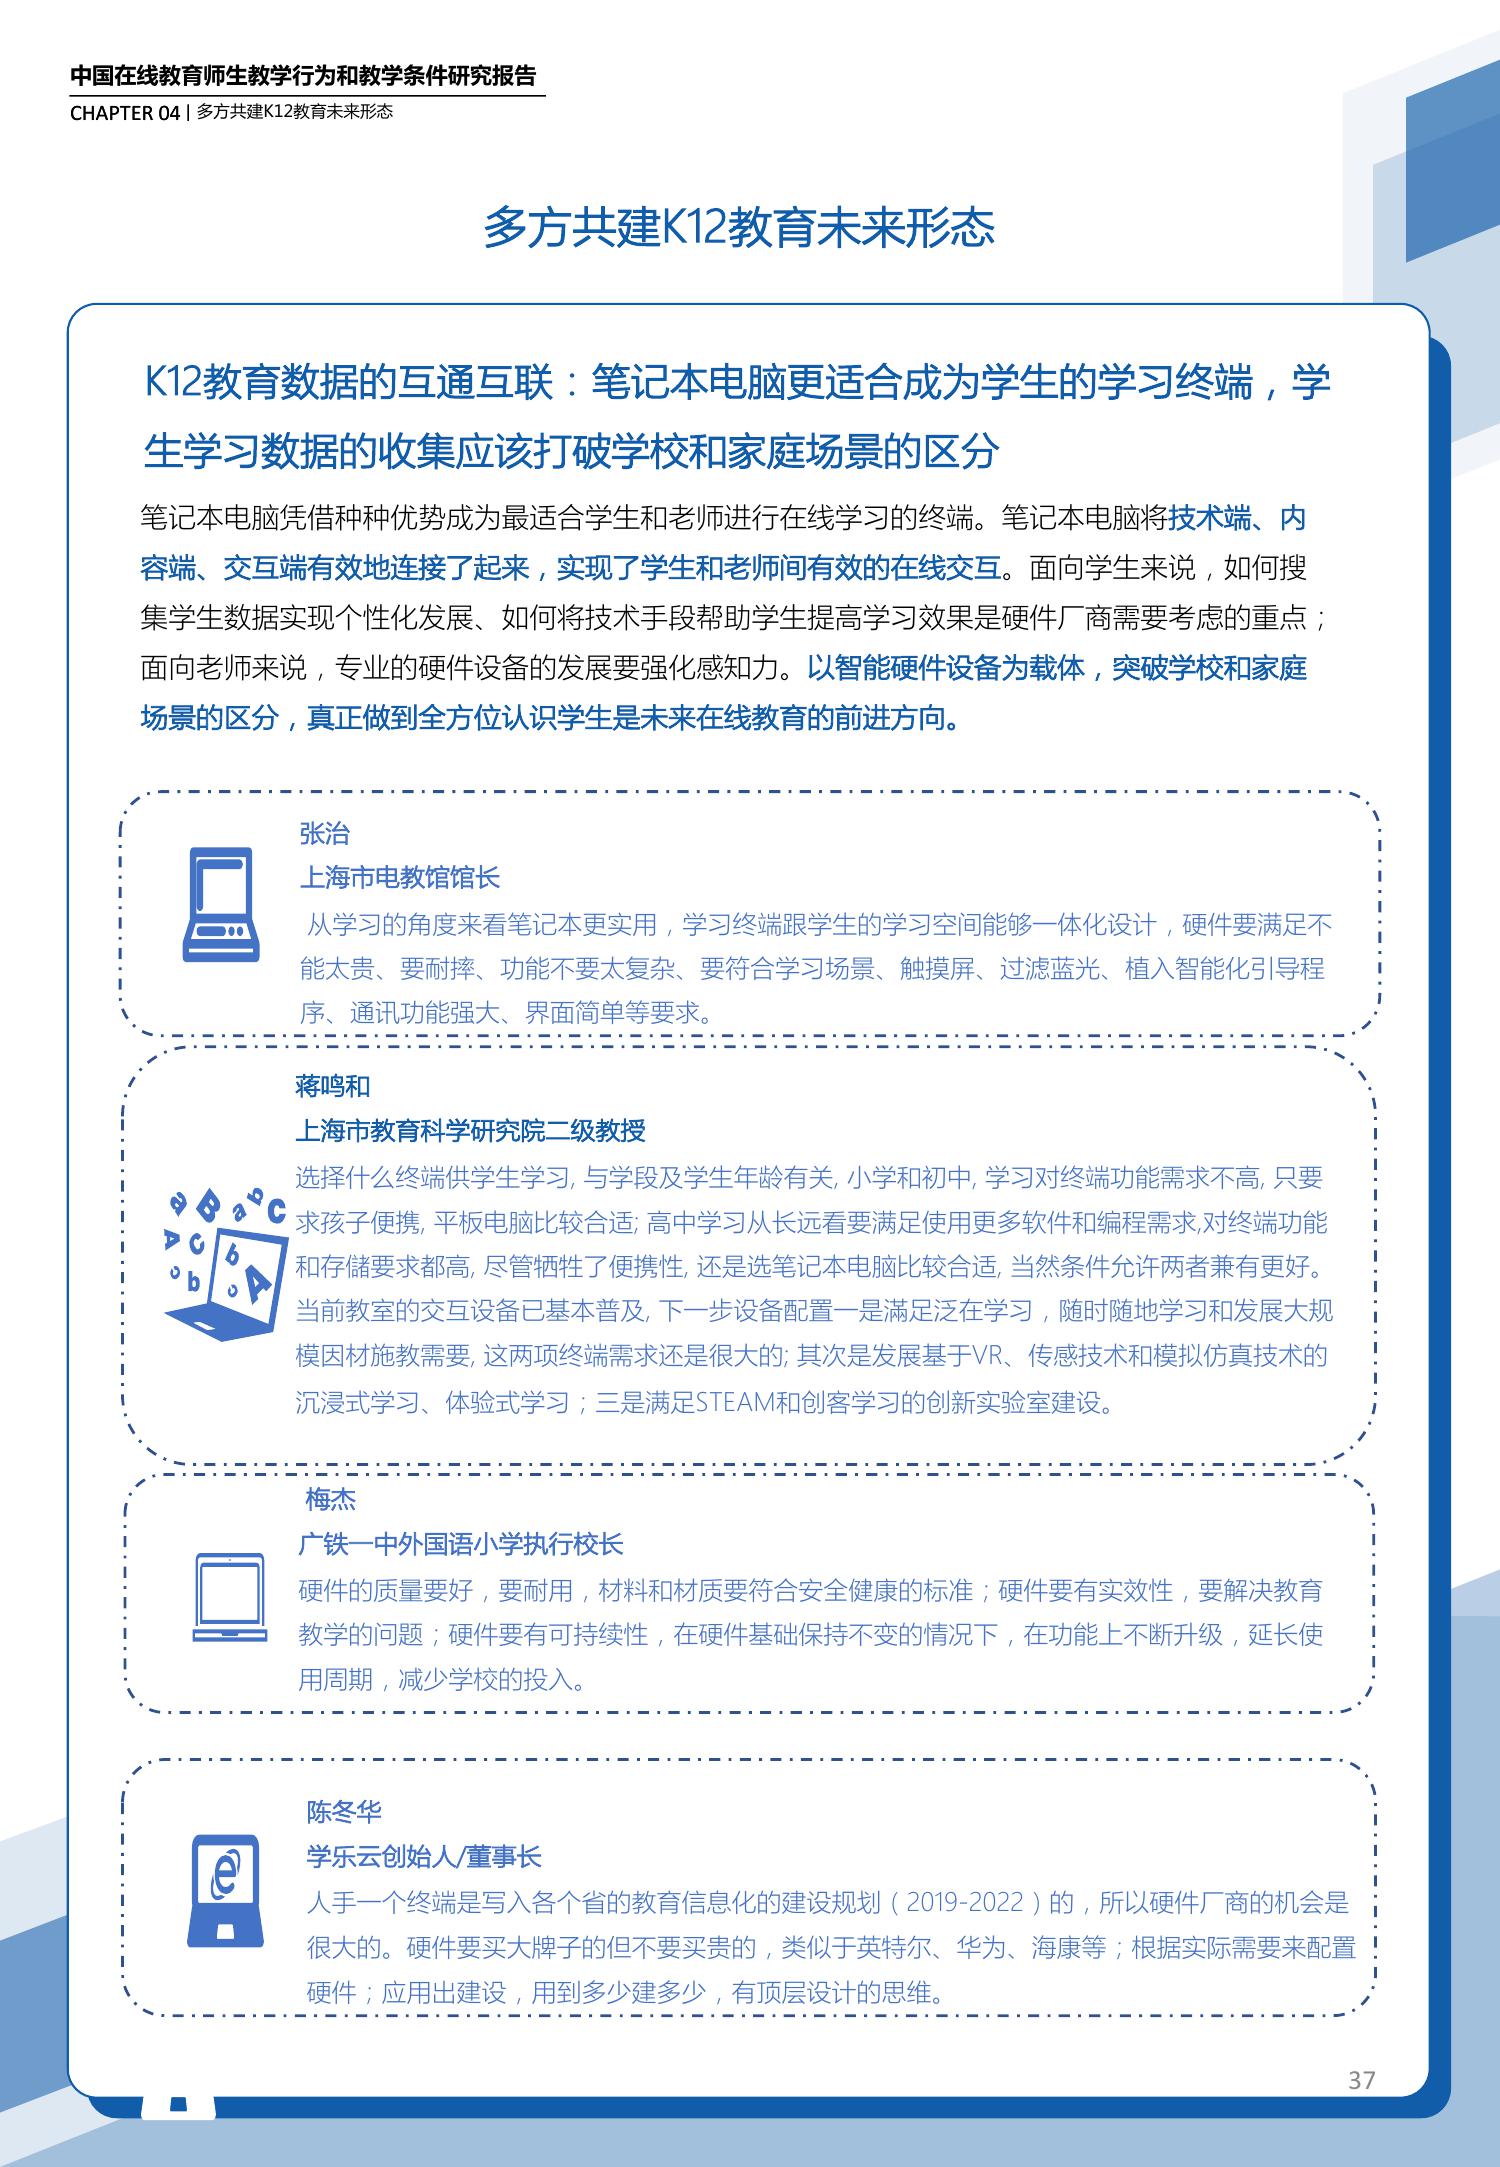 中国在线教育师生教学行为和教学条件研究报告
CHAPTER 04 | 多方共建K12教育未来形态
多方共建K12教育未来形态
K12教育数据的互通互联：笔记本电脑更适合成为学生的学习终端，学
生学习数据的收集应该打破学校和家庭场景的区分
笔记本电脑凭借种种优势成为最适合学生和老师进行在线学习的终端。笔记本电脑将技术端、内
容端、交互端有效地连接了起来，实现了学生和老师间有效的在线交互。面向学生来说，如何搜
集学生数据实现个性化发展、如何将技术手段帮助学生提高学习效果是硬件厂商需要考虑的重点；
面向老师来说，专业的硬件设备的发展要强化感知力。以智能硬件设备为载体，突破学校和家庭
场景的区分，真正做到全方位认识学生是未来在线教育的前进方向。
张治
上海市电教馆馆长
从学习的角度来看笔记本更实用，学习终端跟学生的学习空间能够一体化设计，硬件要满足不
能太贵、要耐摔、功能不要太复杂、要符合学习场景、触摸屏、过滤蓝光、植入智能化引导程
序、通讯功能强大、界面简单等要求。
蒋鸣和
上海市教育科学研究院二级教授
选择什么终端供学生学习, 与学段及学生年龄有关, 小学和初中, 学习对终端功能需求不高, 只要
求孩子便携, 平板电脑比较合适; 高中学习从长远看要满足使用更多软件和编程需求,对终端功能
和存储要求都高, 尽管牺牲了便携性, 还是选笔记本电脑比较合适, 当然条件允许两者兼有更好。
当前教室的交互设备已基本普及, 下一步设备配置一是滿足泛在学习，随时随地学习和发展大规
模因材施教需要, 这两项终端需求还是很大的; 其次是发展基于VR、传感技术和模拟仿真技术的
沉浸式学习、体验式学习；三是满足STEAM和创客学习的创新实验室建设。
梅杰
广铁一中外国语小学执行校长
硬件的质量要好，要耐用，材料和材质要符合安全健康的标准；硬件要有实效性，要解决教育
教学的问题；硬件要有可持续性，在硬件基础保持不变的情况下，在功能上不断升级，延长使
用周期，减少学校的投入。
陈冬华
学乐云创始人/董事长
人手一个终端是写入各个省的教育信息化的建设规划（2019-2022）的，所以硬件厂商的机会是
很大的。硬件要买大牌子的但不要买贵的，类似于英特尔、华为、海康等；根据实际需要来配置
硬件；应用出建设，用到多少建多少，有顶层设计的思维。
37